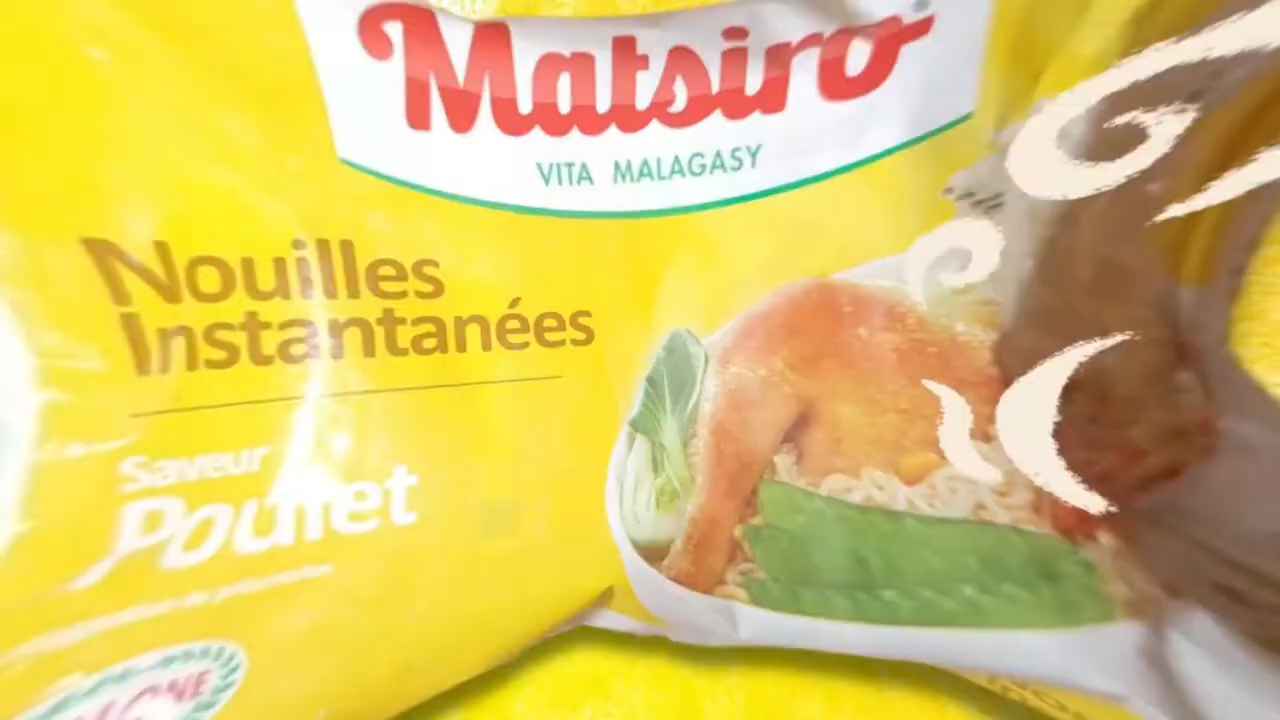 Matsiro
VITA MALAGASY
Nouilles
Instantanées
Saveur
Poulet